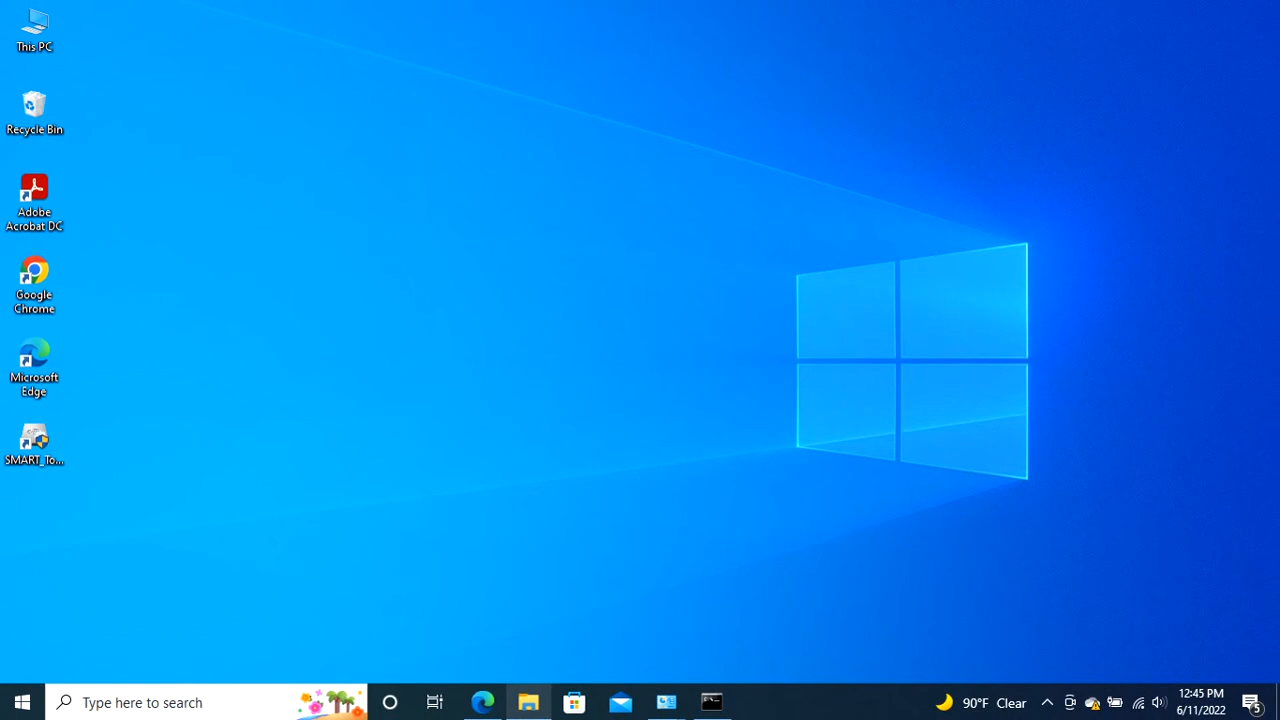 This PC
Recycle Bin
Adobe
Acrobat DC
Google
Chrome
Microsoft
Edge
SMART_To...
Type here to search
90°F Clear
12:45 PM
6/11/2022
5